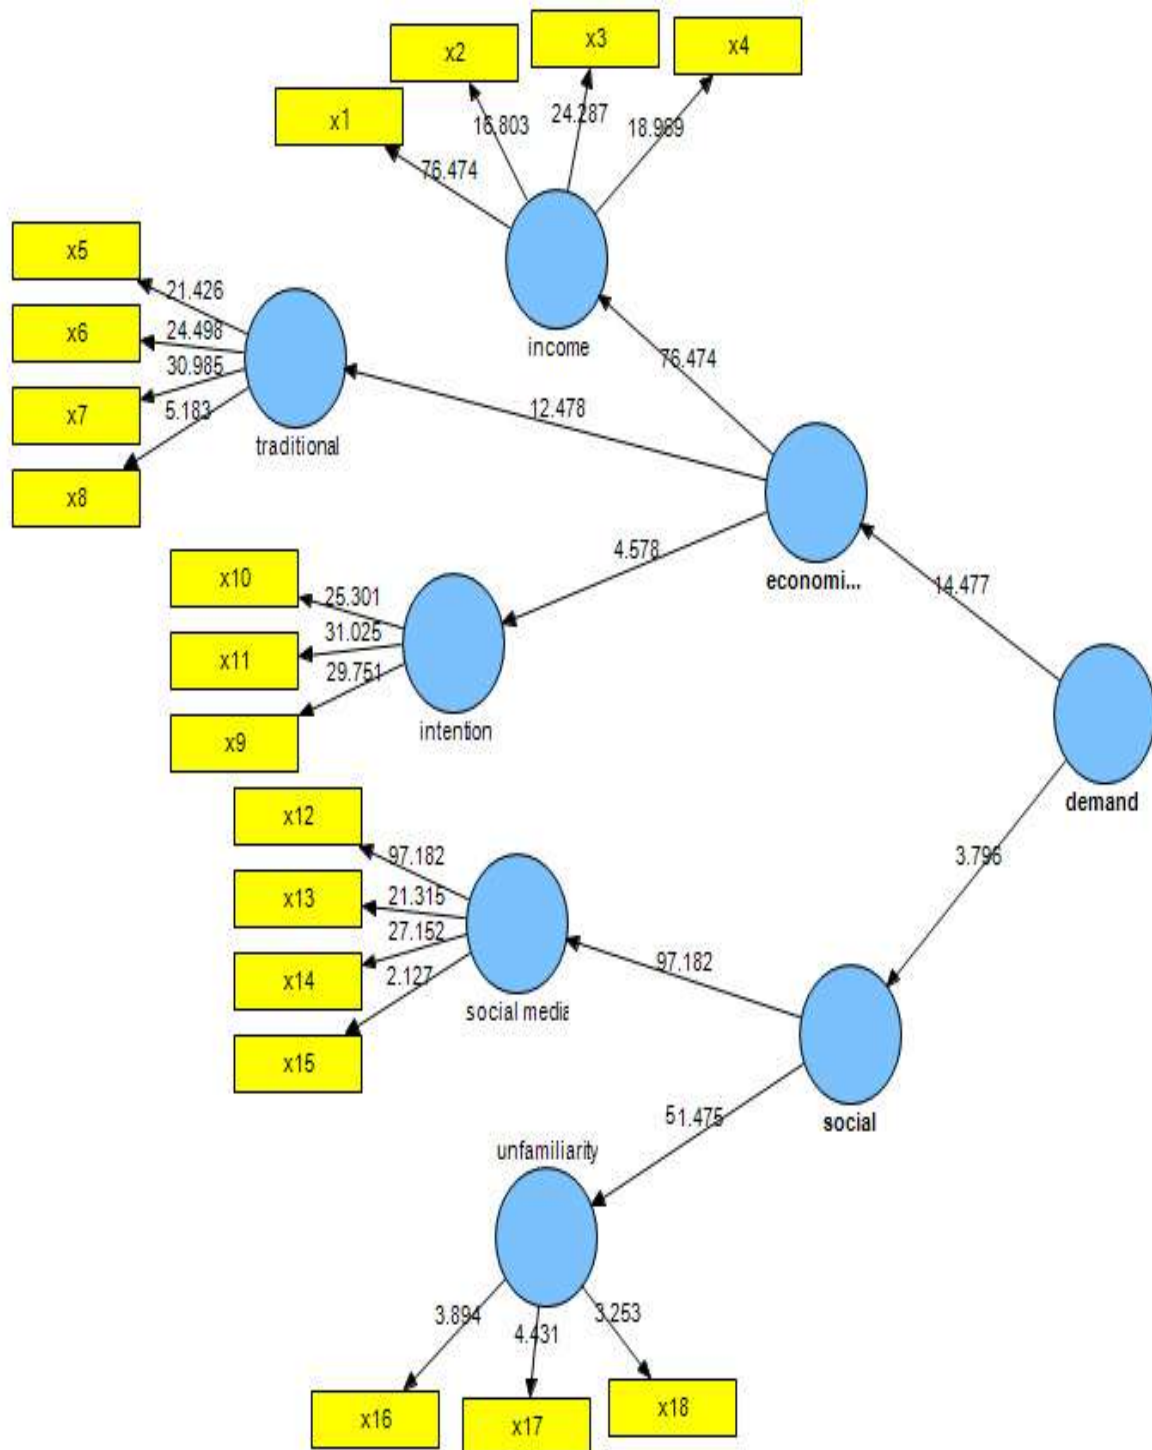 x3
x4
x2
x1
24.287
16.803
18.969
76.474
x5
21.426
x6
24.498
income
x7
30.985
76.474
5.183
12.478
traditional
x8
4.578
x10
25.301
economi...
14.477
31.025
x11
29.751
intention
x9
demand
x12
97.182
3.796
x13
21.315
27.152
97.182
x14
2.127
social media
x15
51.475
social
unfamiliarity
3.894
3.253
4.431
x16
x17
x18